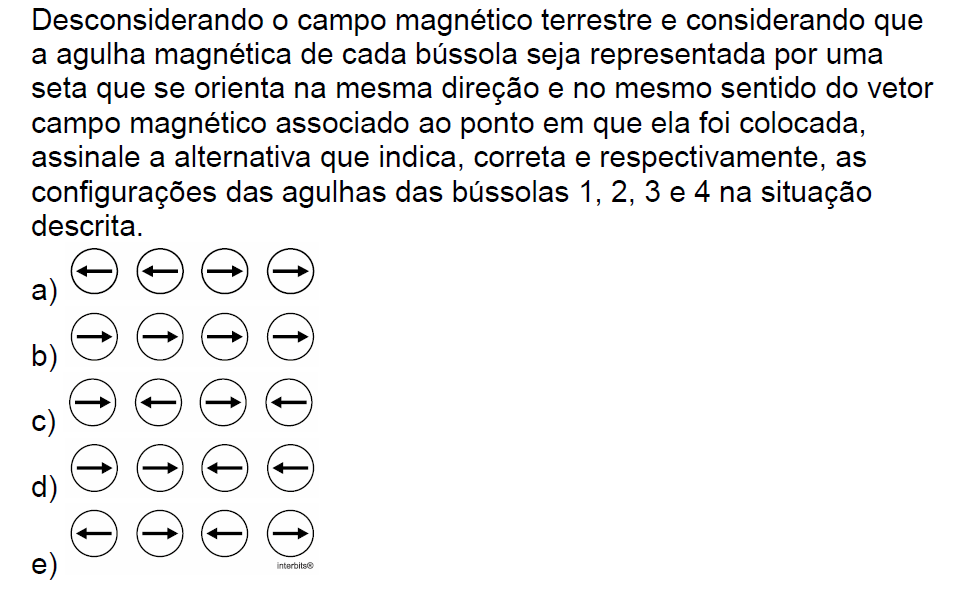 Desconsiderando o campo magnético terrestre e considerando que
a agulha magnética de cada bússola seja representada por uma
seta que se orienta na mesma direção e no mesmo sentido do vetor
campo magnético associado ao ponto em que ela foi colocada,
assinale a alternativa que indica, correta e respectivamente, as
configurações das agulhas das bússolas 1, 2, 3 e 4 na situação
descrita.
a)
b)
c)
d)
e)
interbits®